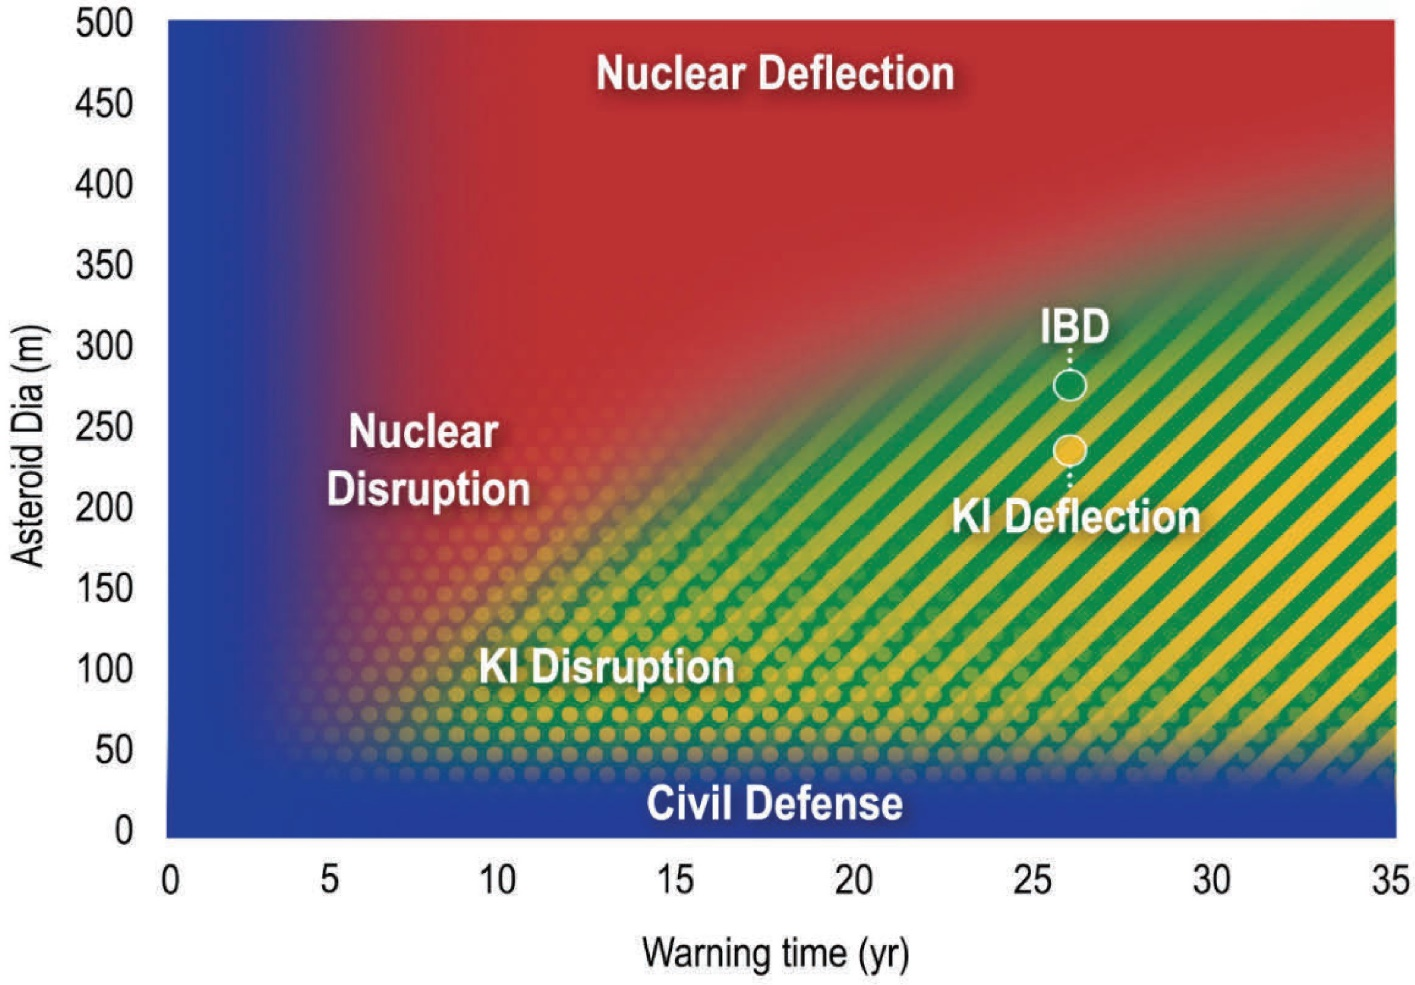 500
450
400
350
300
250
200
150
100
50
0
Asteroid Dia (m)
Nuclear Deflection
IBD
Nuclear
Disruption
KI Deflection
KI Disruption
Civil Defense
0 5 10 15 20 25 30 35
Warning time (yr)